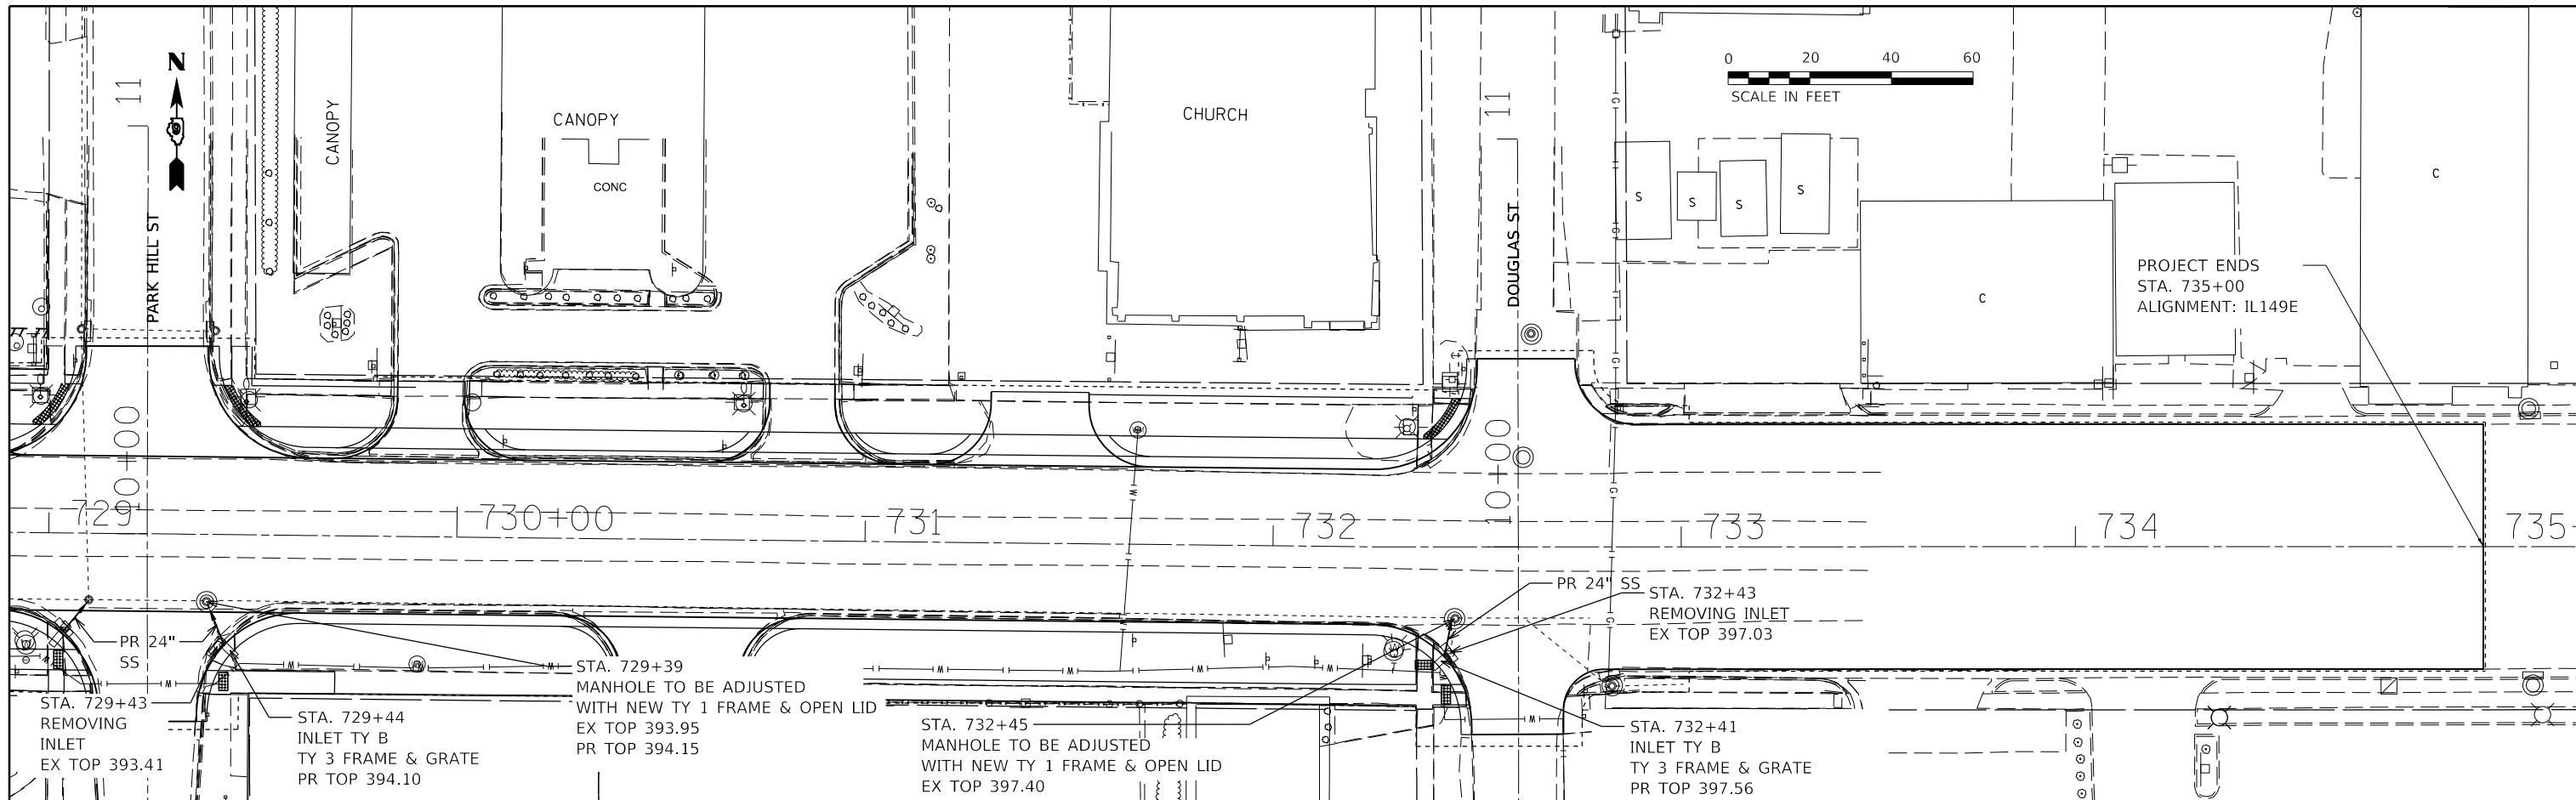 11
N
PARK HILL ST
10+00
CANOPY
CANOPY
CONC
CHURCH
11
DOUGLAS ST
10+00
0 20 40 60
SCALE IN FEET
S
S
S
S
C
C
PROJECT ENDS
STA. 735+00
ALIGNMENT: IL149E
G
G
G
G
G
W
729
730+00
731
732
733
734
735
PR 24"
SS
STA. 729+43
REMOVING
INLET
EX TOP 393.41
STA. 729+44
INLET TY B
TY 3 FRAME & GRATE
PR TOP 394.10
STA. 729+39
MANHOLE TO BE ADJUSTED
WITH NEW TY 1 FRAME & OPEN LID
EX TOP 393.95
PR TOP 394.15
STA. 732+45
MANHOLE TO BE ADJUSTED
WITH NEW TY 1 FRAME & OPEN LID
EX TOP 397.40
PR 24" SS
STA. 732+43
REMOVING INLET
EX TOP 397.03
STA. 732+41
INLET TY B
TY 3 FRAME & GRATE
PR TOP 397.56
W
W
W
W
W
W
W
W
W